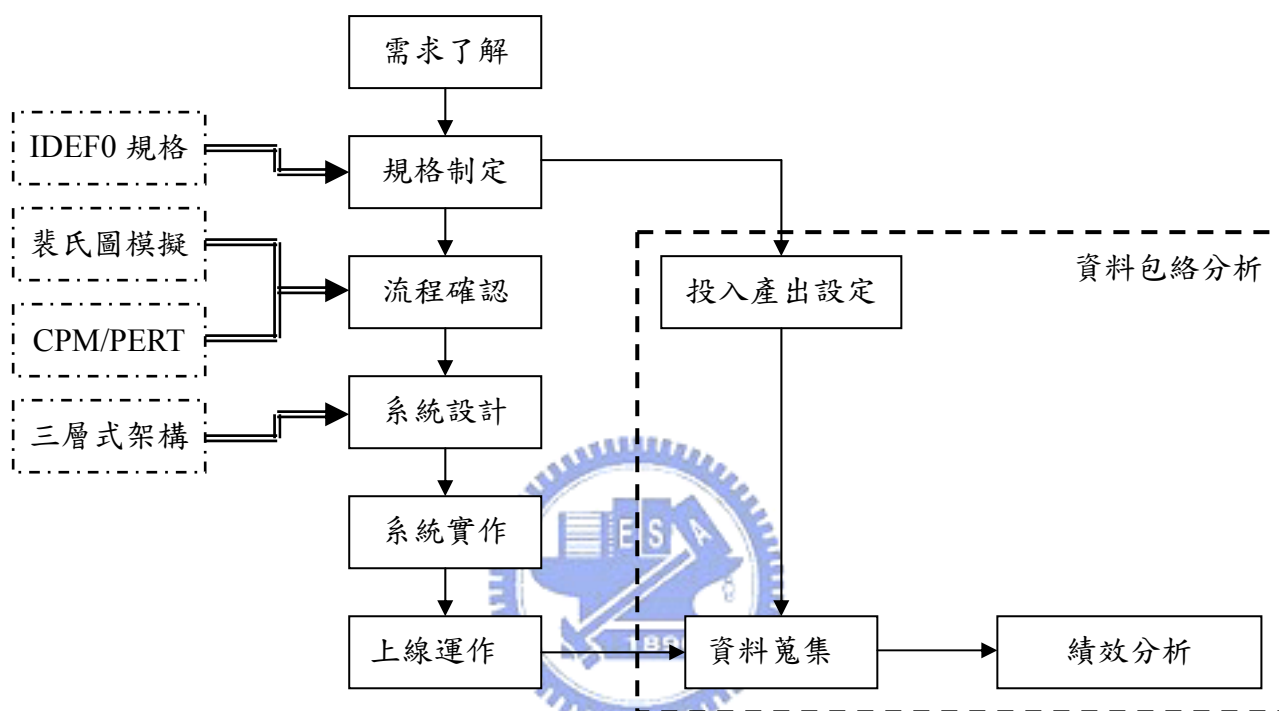 需求了解
IDEF0 規格
規格制定
裴氏圖模擬
資料包絡分析
流程確認
投入產出設定
CPM/PERT
系統設計
三層式架構
系統實作
E S A
上線運作
資料蒐集
績效分析